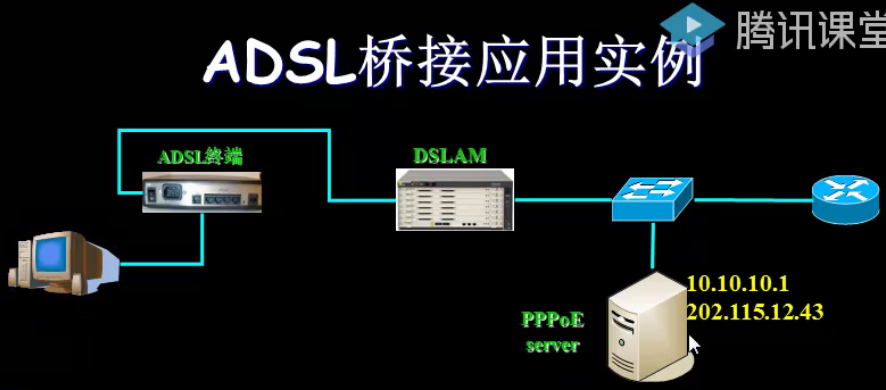 腾讯课堂
ADSL桥接应用实例
ADSL终端
DSLAM
10.10.10.1
202.115.12.43
PPPoE
server